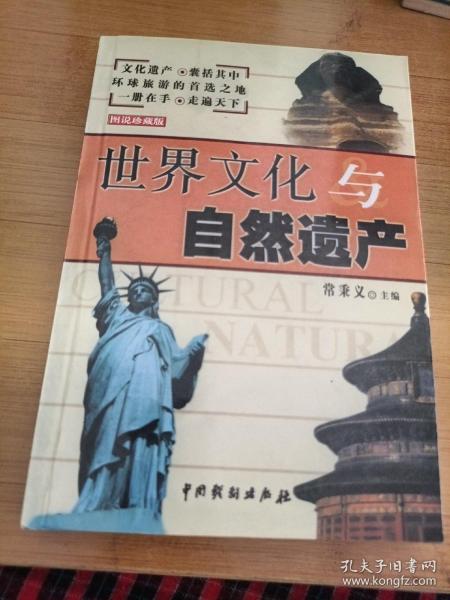 文化遗产◎囊括其中
环球旅游的首选之地
一册在手◎走遍天下
图说珍藏版
世界文化与
&
自然遗产
常秉义◎主编
CULTURAL
NATURA
中国戏剧出版社
孔夫子旧书网
www.kongfz.com